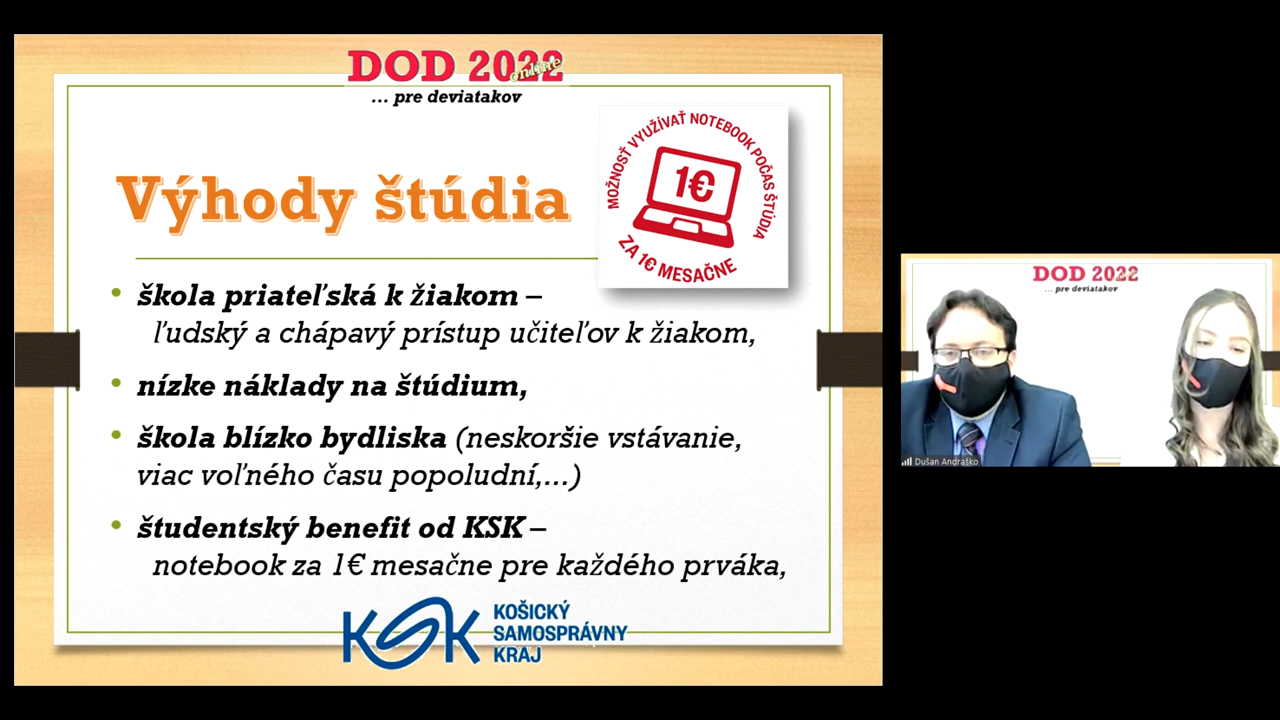 DOD 2022
online
... pre deviatakov
MOŽNOSŤ VYUŽÍVAŤ NOTEBOOK POČAS ŠTÚDIA
1€
ZA 1€ MESAČNE
Výhody štúdia
• škola priateľská k žiakom –
ľudský a chápavý prístup učiteľov k žiakom,
• nízke náklady na štúdium,
• škola blízko bydliska (neskoršie vstávanie,
viac voľného času popoludní,...)
• študentský benefit od KSK –
notebook za 1€ mesačne pre každého prváka,
KSK
KOŠICKÝ
SAMOSPRÁVNY
KRAJ
DOD 2022
... pre deviatakov
Dušan Andraško